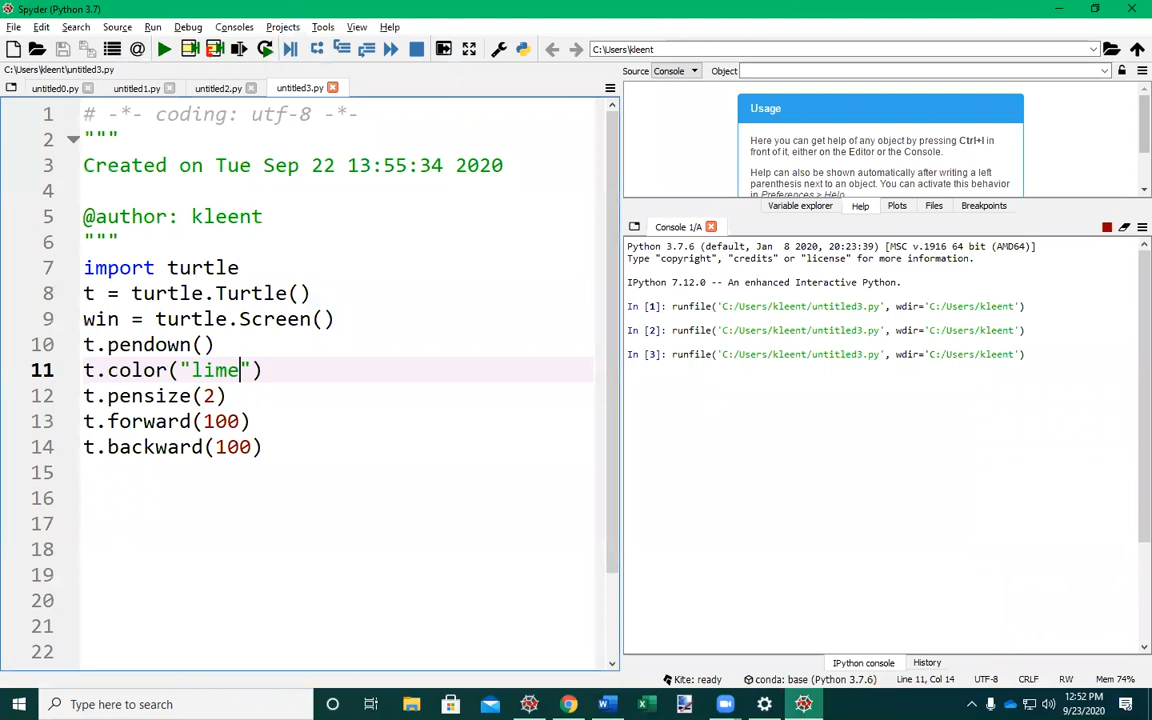 Spyder (Python 3.7)
File Edit Search Source Run Debug Consoles Projects Tools View Help
C:\Users\kleent
C:\Users\kleent\untitled3.py
Source Console Object
untitled0.py untitled1.py untitled2.py untitled3.py
1 # -*- coding: utf-8 -*-
2 """
3 Created on Tue Sep 22 13:55:34 2020
4
5 @author: kleent
6 """
7 import turtle
8 t = turtle.Turtle()
9 win = turtle.Screen()
10 t.pendown()
11 t.color("lime")
12 t.pensize(2)
13 t.forward(100)
14 t.backward(100)
15
16
17
18
19
20
21
22
Usage
Here you can get help of any object by pressing Ctrl+I in
front of it, either on the Editor or the Console.
Help can also be shown automatically after writing a left
parenthesis next to an object. You can activate this behavior
in Preferences > Help.
Variable explorer Help Plots Files Breakpoints
Console 1/A
Python 3.7.6 (default, Jan  8 2020, 20:23:39) [MSC v.1916 64 bit (AMD64)]
Type "copyright", "credits" or "license" for more information.
IPython 7.12.0 -- An enhanced Interactive Python.
In [1]: runfile('C:/Users/kleent/untitled3.py', wdir='C:/Users/kleent')
In [2]: runfile('C:/Users/kleent/untitled3.py', wdir='C:/Users/kleent')
In [3]: runfile('C:/Users/kleent/untitled3.py', wdir='C:/Users/kleent')
IPython console History
Kite: ready conda: base (Python 3.7.6) Line 11, Col 14 UTF-8 CRLF RW Mem 74%
Type here to search
12:52 PM
9/23/2020